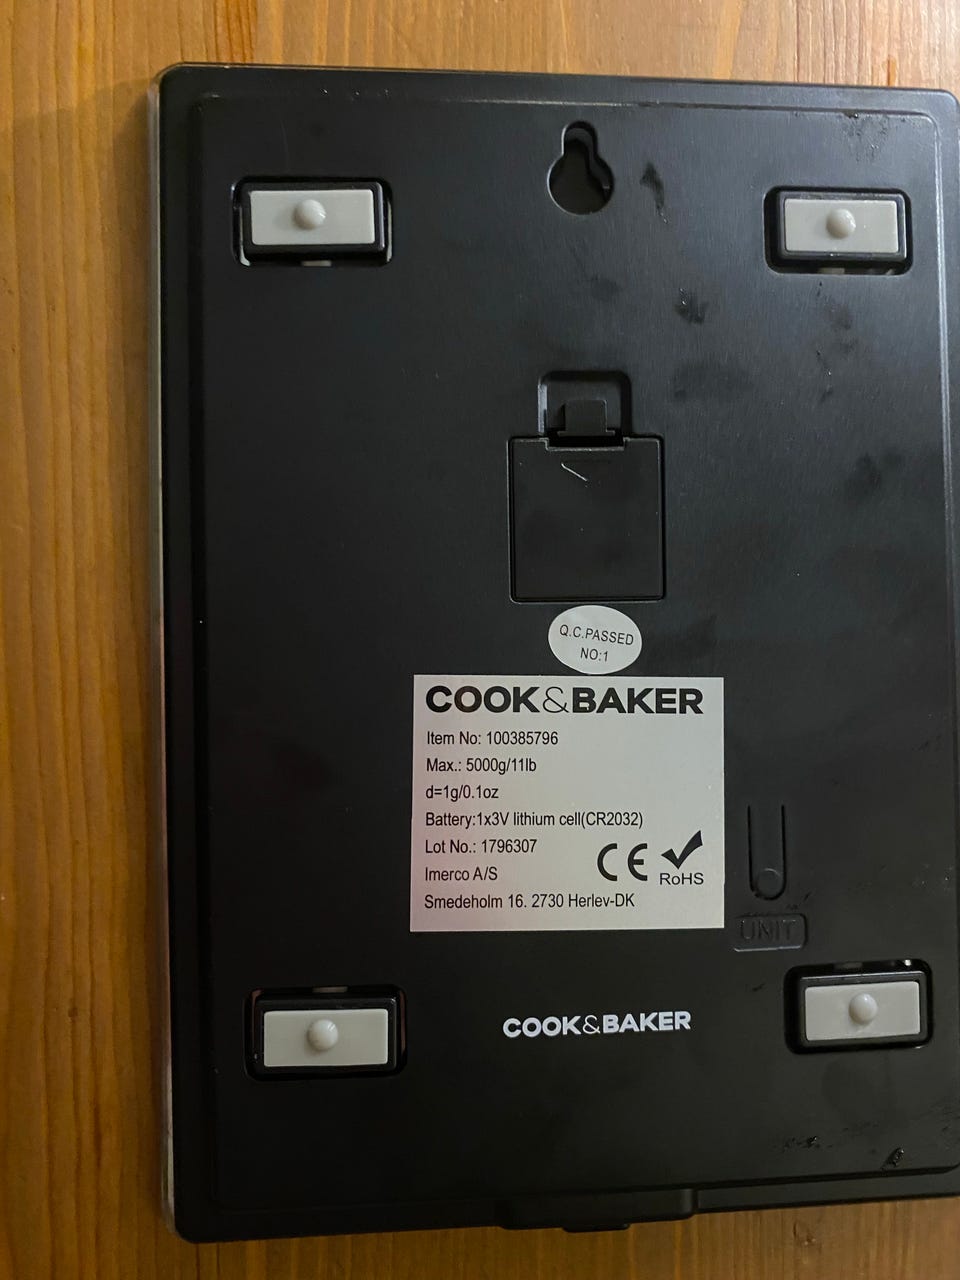 Q.C.PASSED
NO:1
COOK&BAKER
Item No: 100385796
Max.: 5000g/11lb
d=1g/0.1oz
Battery:1x3V lithium cell(CR2032)
Lot No.: 1796307
Imerco A/S
CE RoHS
Smedeholm 16. 2730 Herlev-DK
UNIT
COOK&BAKER